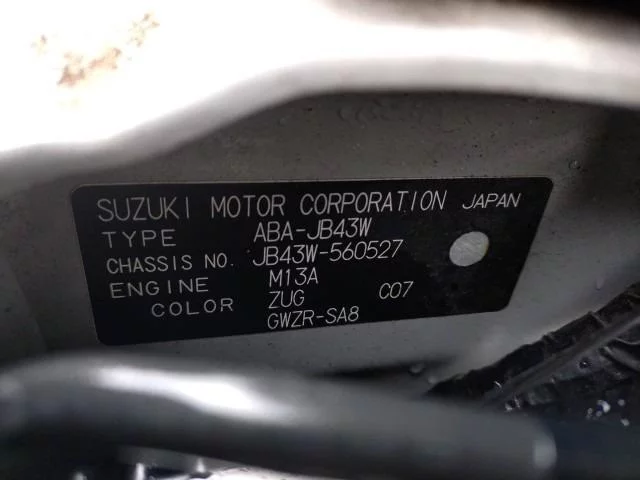 SUZUKI MOTOR CORPORATION JAPAN
TYPE ABA-JB43W
CHASSIS NO. JB43W-560527
ENGINE M13A
COLOR ZUG C07
GWZR-SA8